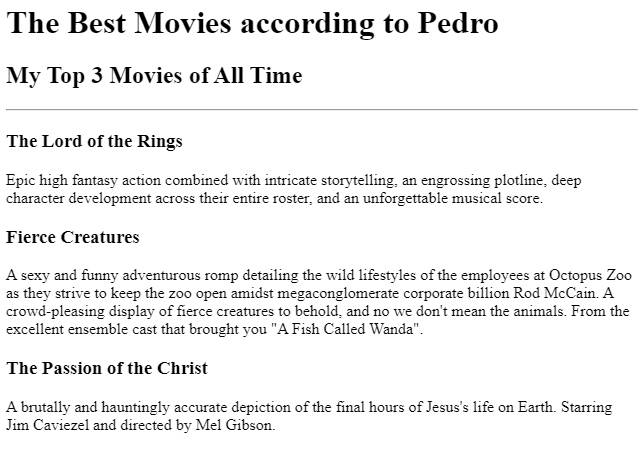 The Best Movies according to Pedro
My Top 3 Movies of All Time
The Lord of the Rings
Epic high fantasy action combined with intricate storytelling, an engrossing plotline, deep
character development across their entire roster, and an unforgettable musical score.
Fierce Creatures
A sexy and funny adventurous romp detailing the wild lifestyles of the employees at Octopus Zoo
as they strive to keep the zoo open amidst megaconglomerate corporate billion Rod McCain. A
crowd-pleasing display of fierce creatures to behold, and no we don't mean the animals. From the
excellent ensemble cast that brought you "A Fish Called Wanda".
The Passion of the Christ
A brutally and hauntingly accurate depiction of the final hours of Jesus's life on Earth. Starring
Jim Caviezel and directed by Mel Gibson.